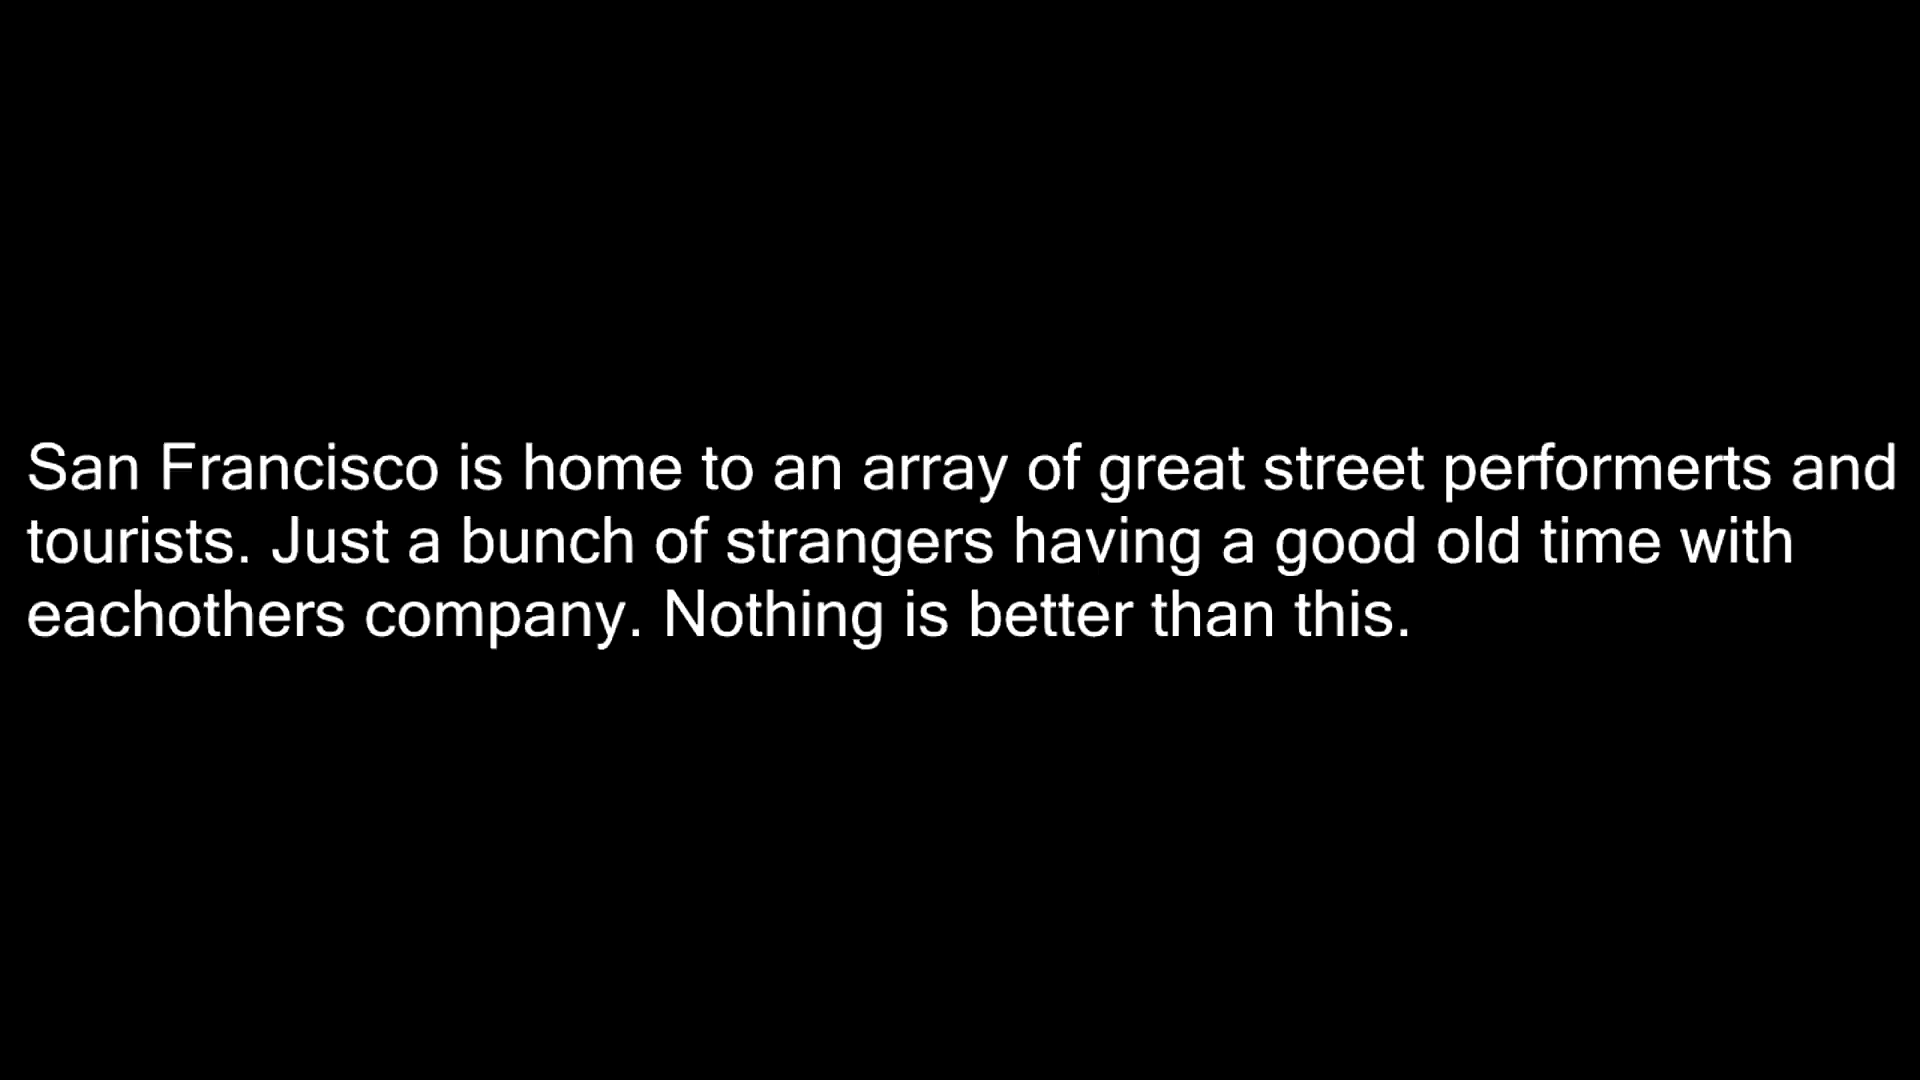 San Francisco is home to an array of great street performerts and
tourists. Just a bunch of strangers having a good old time with
eachothers company. Nothing is better than this.